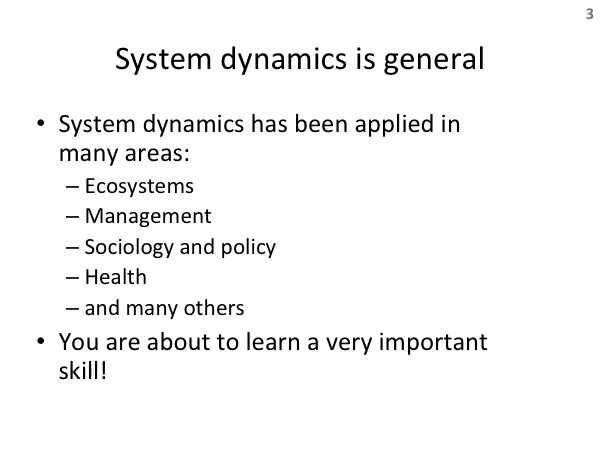 3
System dynamics is general
• System dynamics has been applied in
many areas:
– Ecosystems
– Management
– Sociology and policy
– Health
– and many others
• You are about to learn a very important
skill!